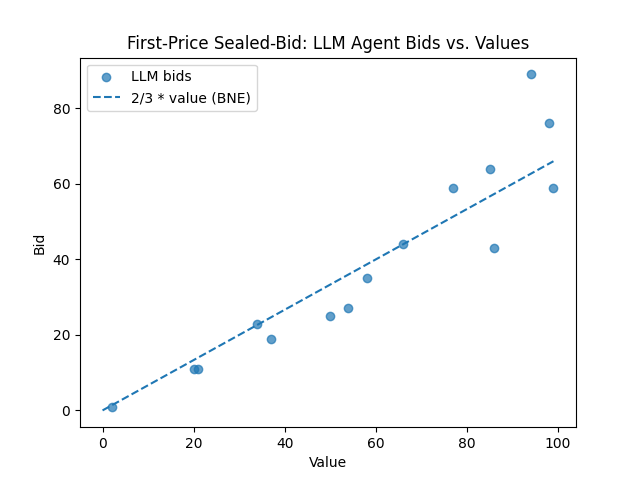 First-Price Sealed-Bid: LLM Agent Bids vs. Values
LLM bids
2/3 * value (BNE)
80
60
40
20
0
Bid
0 20 40 60 80 100
Value